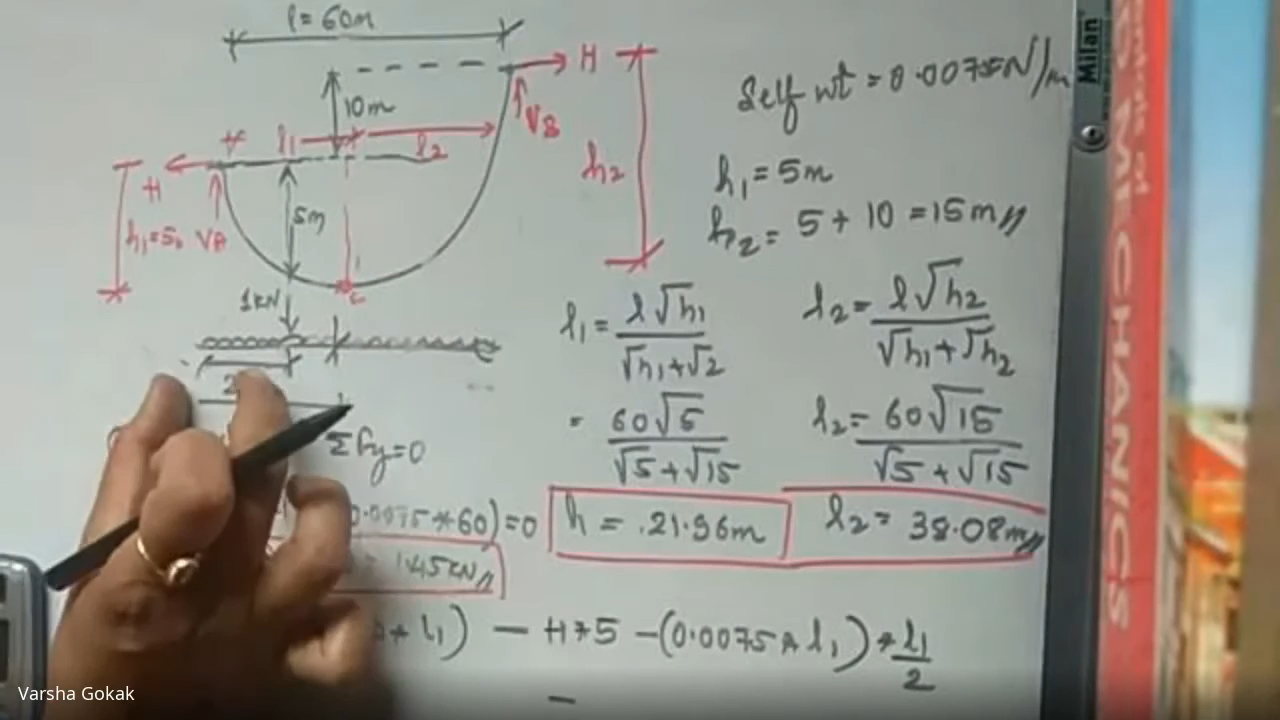 l = 60m
H
10m
VB
l1
l2
h2
H
h1=5
VA
5m
C
1kN
Self wt = 0.0075kN/m
h1 = 5m
h2 = 5 + 10 = 15m //
l1 = l√h1 / √h1+√2
l2 = l√h2 / √h1+√h2
= 60√5 / √5+√15
l2 = 60√15 / √5+√15
ΣFy=0
0.0075*60)=0
h = .21.96m
l2 = 38.08m //
= 1.45kN //
* l1) – H*5 – (0.0075 * l1) * l1/2
–
Milan
MECHANICS
Varsha Gokak